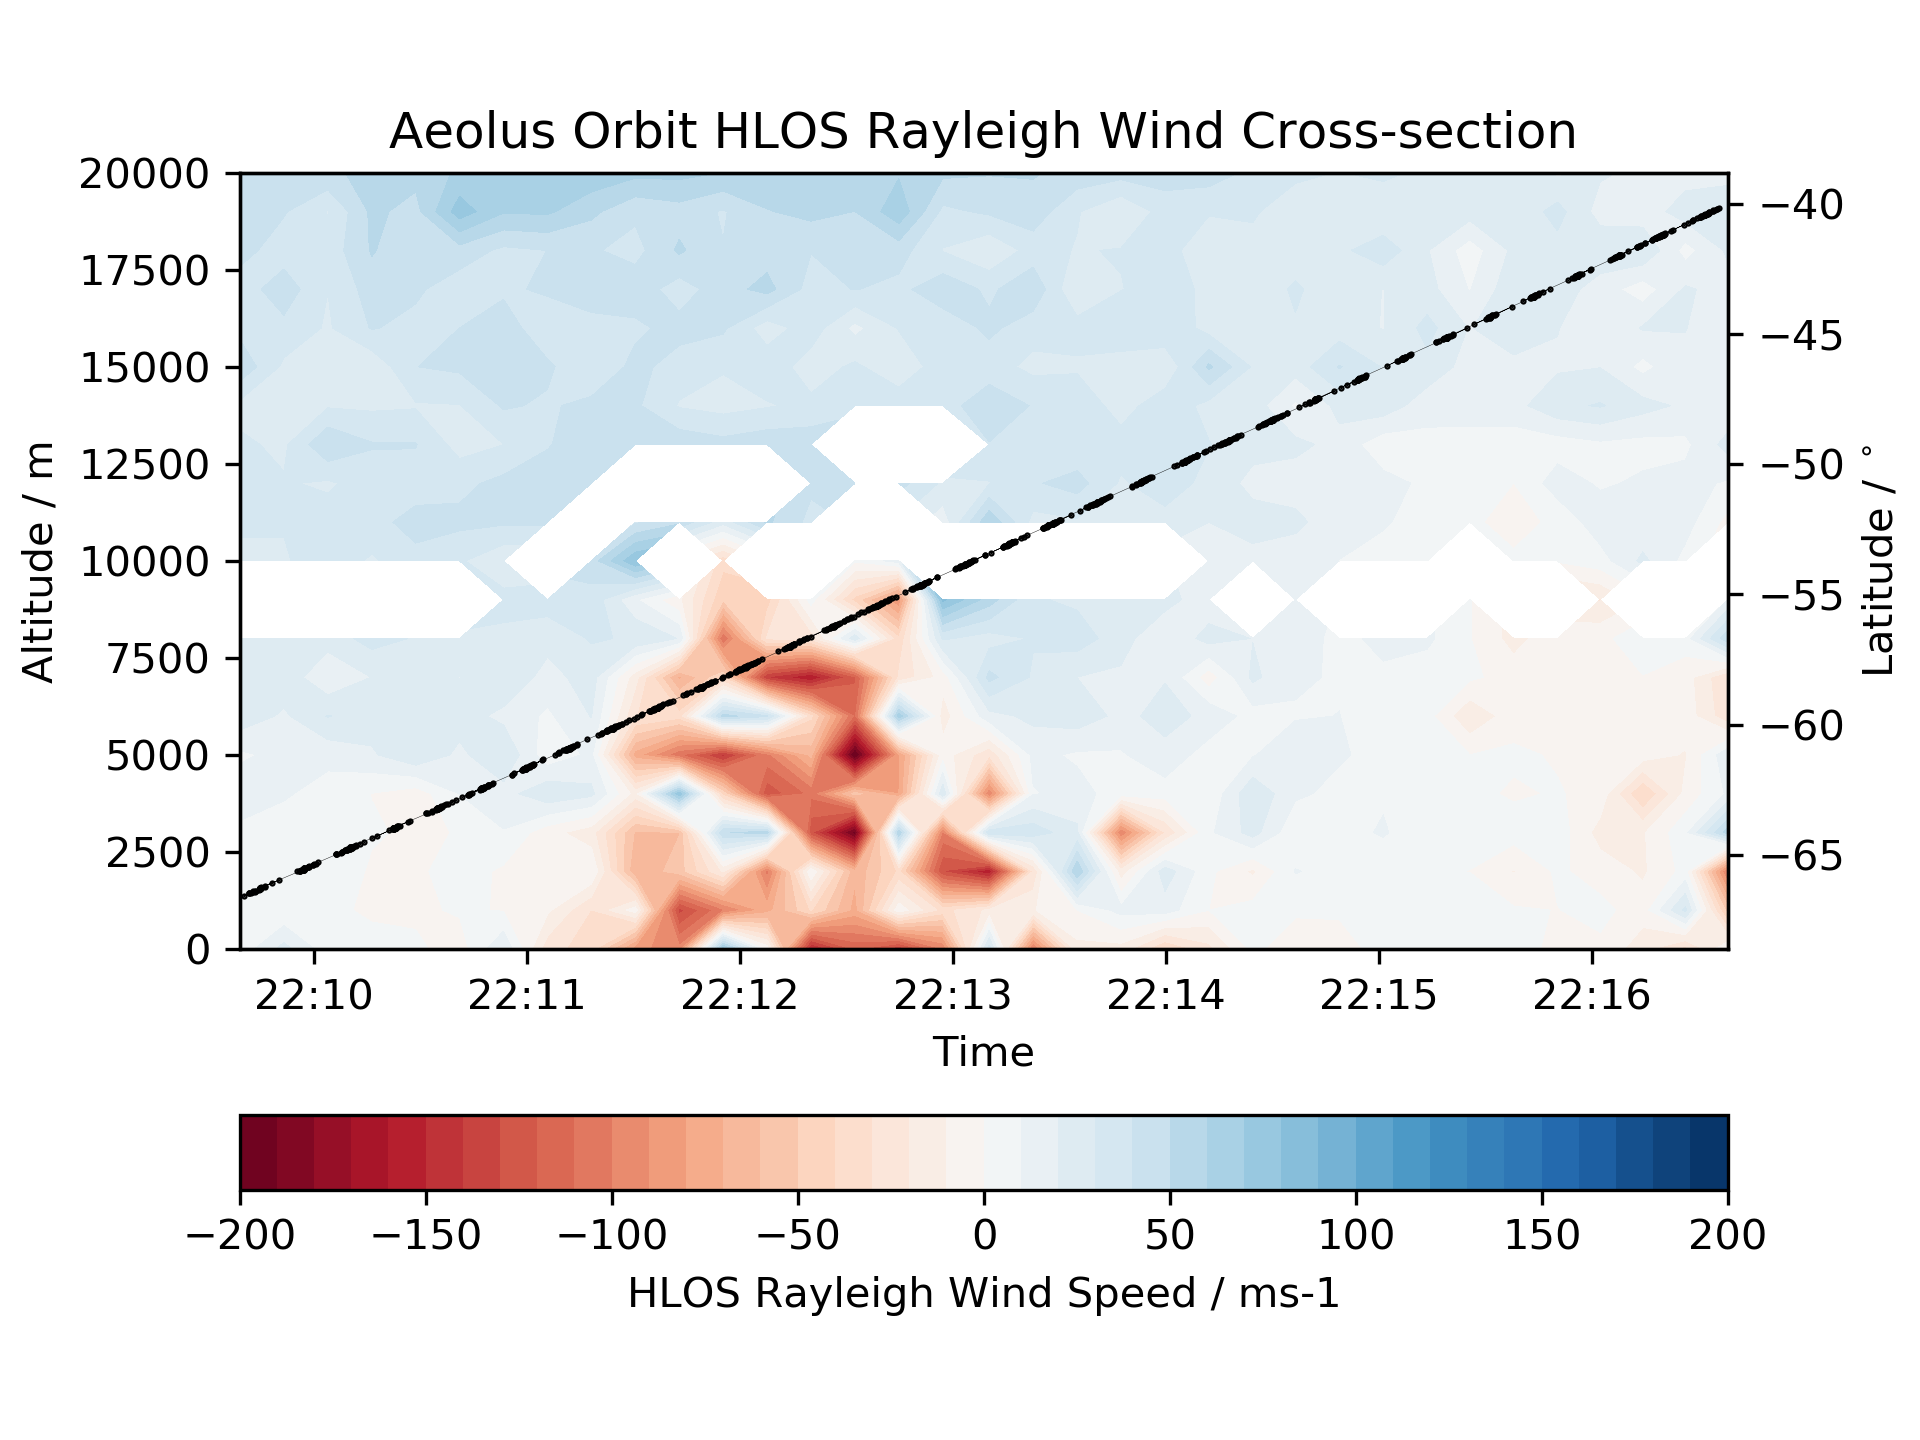 Aeolus Orbit HLOS Rayleigh Wind Cross-section
20000
17500
15000
12500
10000
7500
5000
2500
0
Altitude / m
−40
−45
−50
−55
−60
−65
Latitude / °
22:10 22:11 22:12 22:13 22:14 22:15 22:16
Time
−200 −150 −100 −50 0 50 100 150 200
HLOS Rayleigh Wind Speed / ms-1